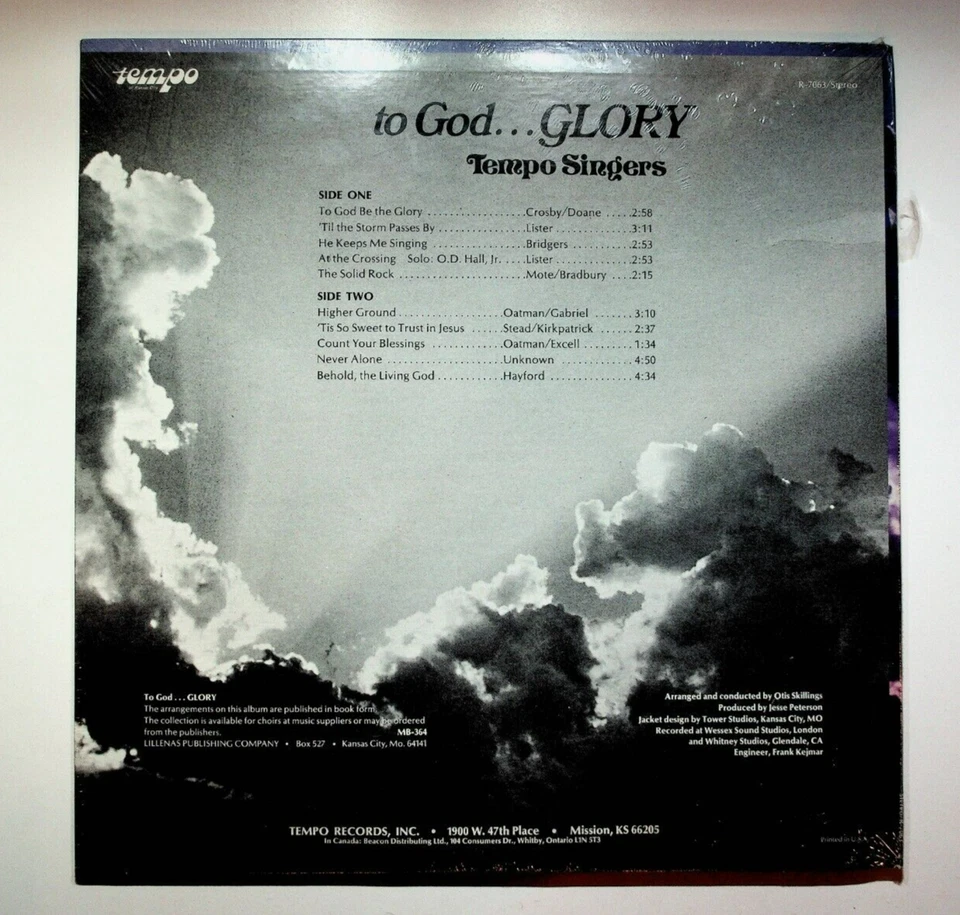 tempo
of Kansas City
R-7063/Stereo
to God...GLORY
Tempo Singers
SIDE ONE
To God Be the Glory ...................Crosby/Doane .....2:58
'Til the Storm Passes By .................Lister ...............3:11
He Keeps Me Singing ..................Bridgers ...........2:53
At the Crossing Solo: O.D. Hall, Jr. .....Lister ..............2:53
The Solid Rock ........................Mote/Bradbury ....2:15
SIDE TWO
Higher Ground ....................Oatman/Gabriel .......3:10
'Tis So Sweet to Trust in Jesus ......Stead/Kirkpatrick ......2:37
Count Your Blessings .............Oatman/Excell .........1:34
Never Alone .....................Unknown ..............4:50
Behold, the Living God ...........Hayford ...............4:34
To God...GLORY
The arrangements on this album are published in book form.
The collection is available for choirs at music suppliers or may be ordered
from the publishers. MB-364
LILLENAS PUBLISHING COMPANY • Box 527 • Kansas City, Mo. 64141
Arranged and conducted by Otis Skillings
Produced by Jesse Peterson
Jacket design by Tower Studios, Kansas City, MO
Recorded at Wessex Sound Studios, London
and Whitney Studios, Glendale, CA
Engineer, Frank Kejmar
TEMPO RECORDS, INC. • 1900 W. 47th Place • Mission, KS 66205
In Canada: Beacon Distributing Ltd., 104 Consumers Dr., Whitby, Ontario L1N 5T3
Printed in U.S.A.